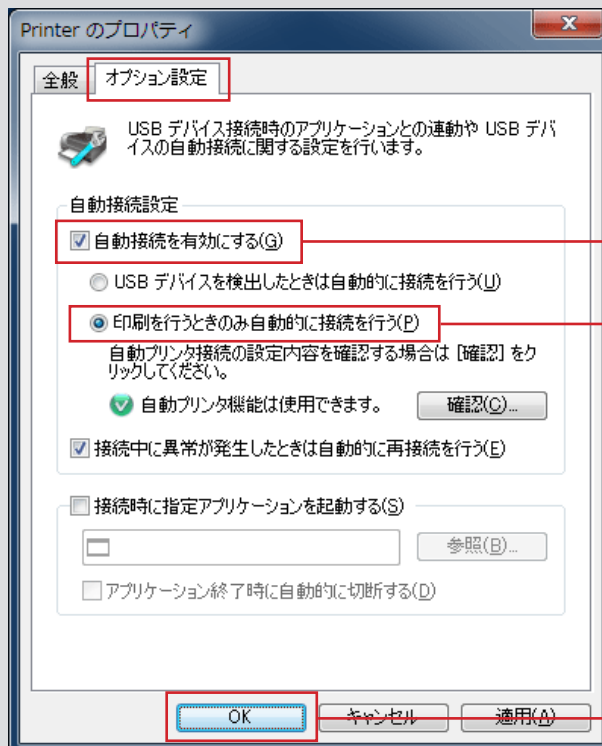 Printer のプロパティ
全般
オプション設定
USB デバイス接続時のアプリケーションとの連動や USB デバ
イスの自動接続に関する設定を行います。
自動接続設定
自動接続を有効にする(G)
USB デバイスを検出したときは自動的に接続を行う(U)
印刷を行うときのみ自動的に接続を行う(P)
自動プリンタ接続の設定内容を確認する場合は [確認] をク
リックしてください。
自動プリンタ機能は使用できます。
確認(C)...
接続中に異常が発生したときは自動的に再接続を行う(E)
接続時に指定アプリケーションを起動する(S)
参照(B)...
アプリケーション終了時に自動的に切断する(D)
OK
キャンセル
適用(A)